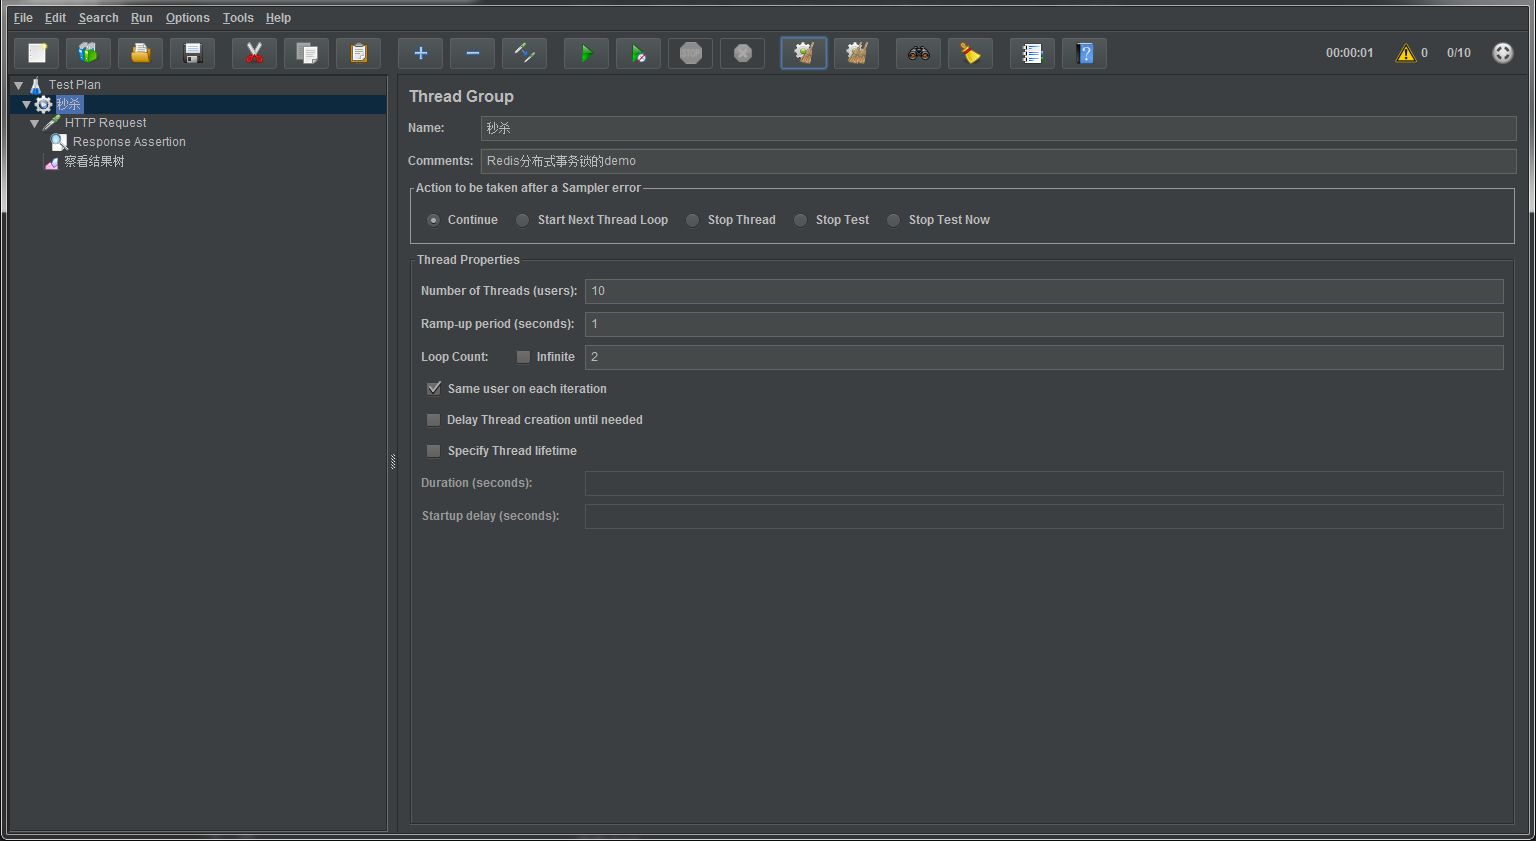 File Edit Search Run Options Tools Help
STOP 00:00:01 0 0/10
Test Plan
秒杀
HTTP Request
Response Assertion
察看结果树
Thread Group
Name: 秒杀
Comments: Redis分布式事务锁的demo
Action to be taken after a Sampler error
Continue Start Next Thread Loop Stop Thread Stop Test Stop Test Now
Thread Properties
Number of Threads (users): 10
Ramp-up period (seconds): 1
Loop Count: Infinite 2
Same user on each iteration
Delay Thread creation until needed
Specify Thread lifetime
Duration (seconds):
Startup delay (seconds):